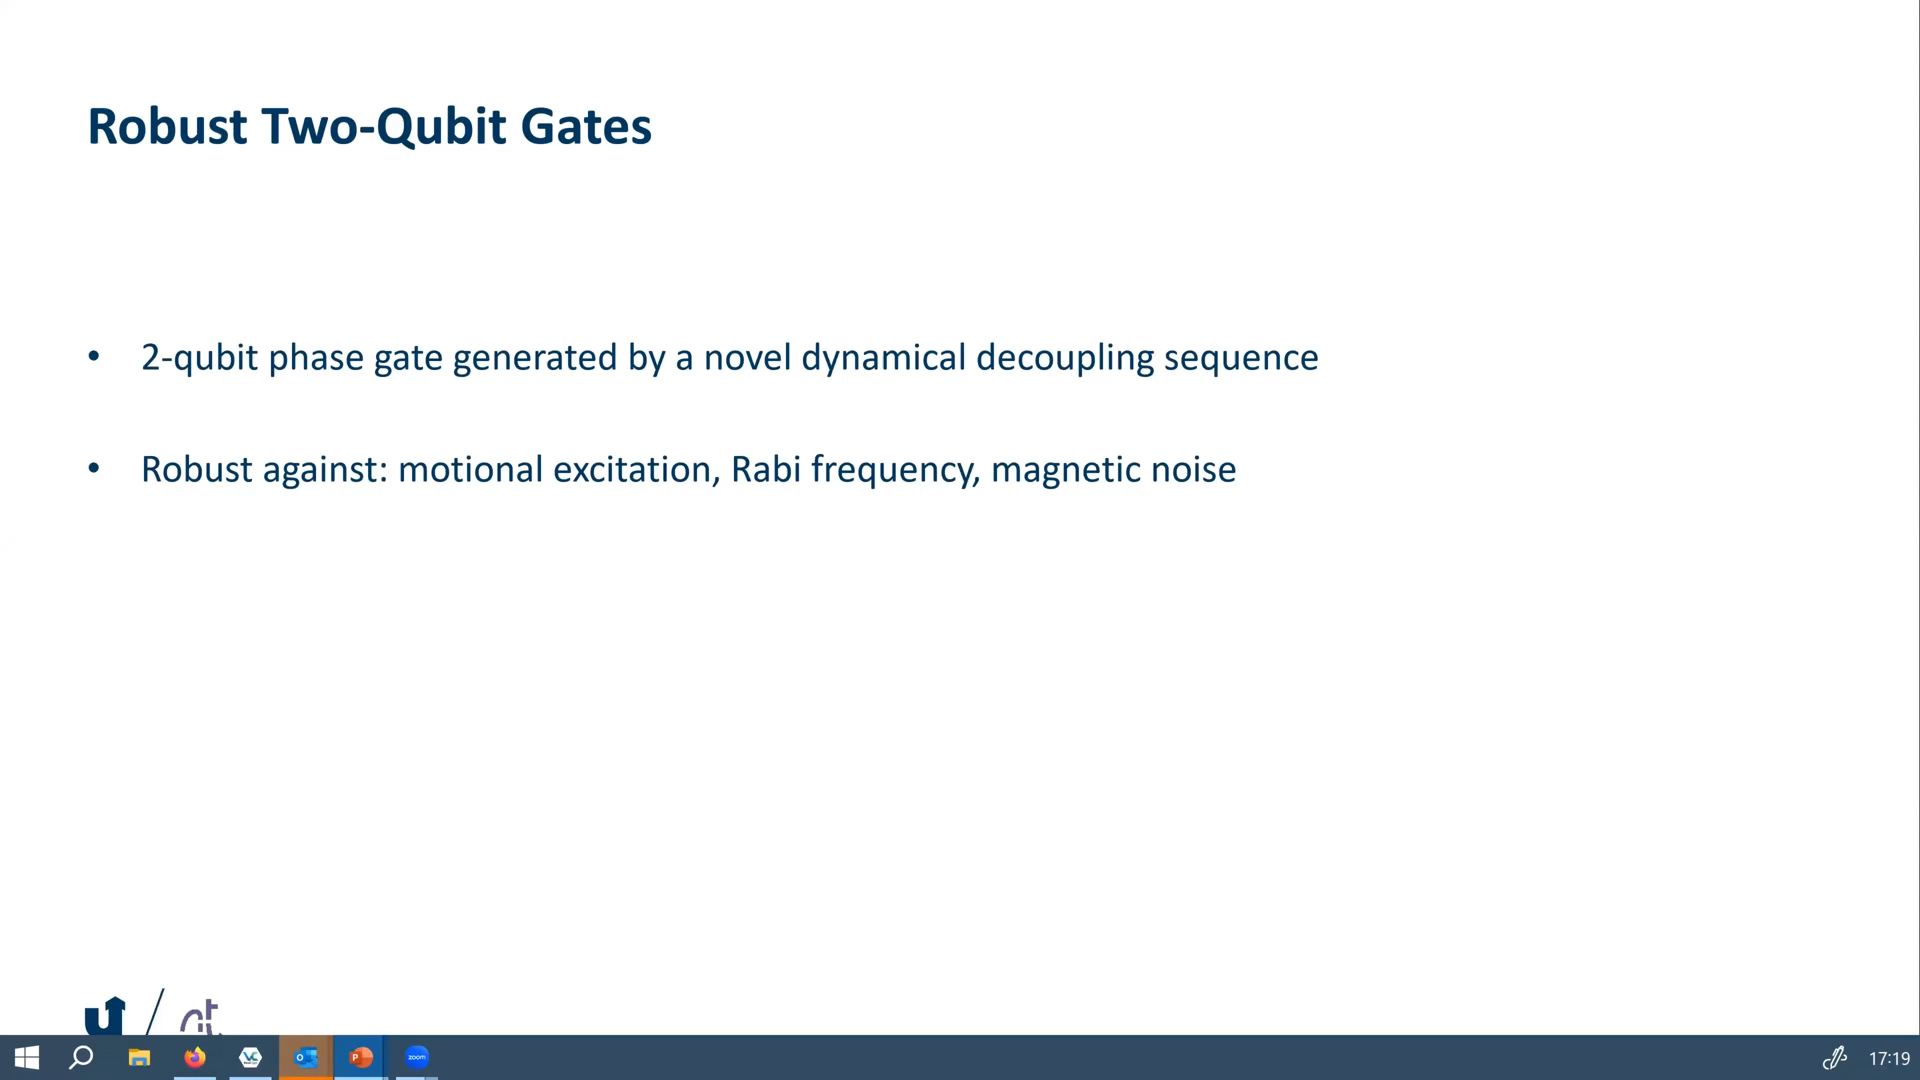 Robust Two-Qubit Gates
• 2-qubit phase gate generated by a novel dynamical decoupling sequence
• Robust against: motional excitation, Rabi frequency, magnetic noise
zoom
17:19